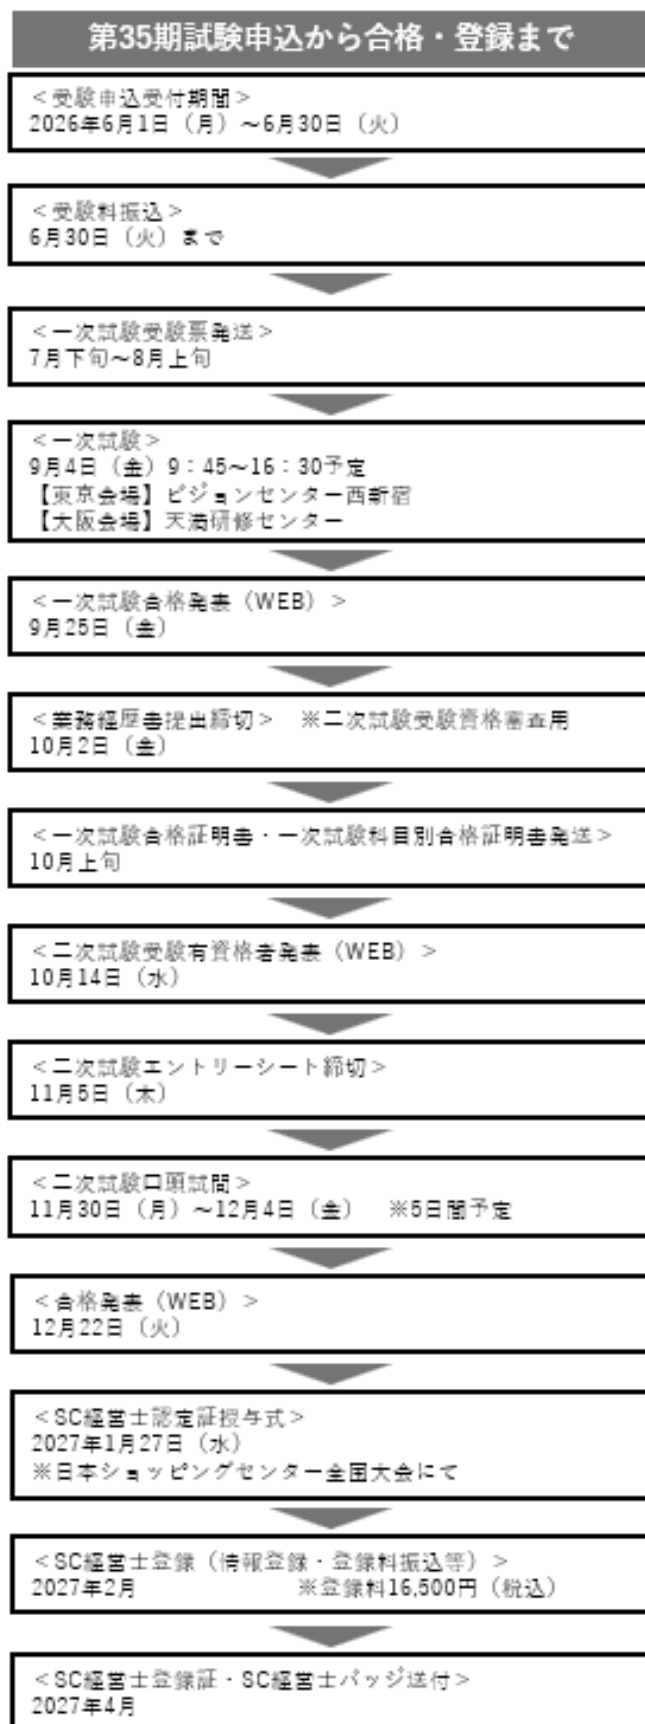 第35期試験申込から合格・登録まで
＜受験申込受付期間＞
2026年6月1日（月）～6月30日（火）
＜受験料振込＞
6月30日（火）まで
＜一次試験受験票発送＞
7月下旬～8月上旬
＜一次試験＞
9月4日（金）9：45～16：30予定
【東京会場】ビジョンセンター西新宿
【大阪会場】天満研修センター
＜一次試験合格発表（WEB）＞
9月25日（金）
＜業務経歴書提出締切＞　※二次試験受験資格審査用
10月2日（金）
＜一次試験合格証明書・一次試験科目別合格証明書発送＞
10月上旬
＜二次試験受験有資格者発表（WEB）＞
10月14日（水）
＜二次試験エントリーシート締切＞
11月5日（木）
＜二次試験口頭試問＞
11月30日（月）～12月4日（金）　※5日間予定
＜合格発表（WEB）＞
12月22日（火）
＜SC経営士認定証授与式＞
2027年1月27日（水）
※日本ショッピングセンター全国大会にて
＜SC経営士登録（情報登録・登録料振込等）＞
2027年2月　※登録料16,500円（税込）
＜SC経営士登録証・SC経営士バッジ送付＞
2027年4月